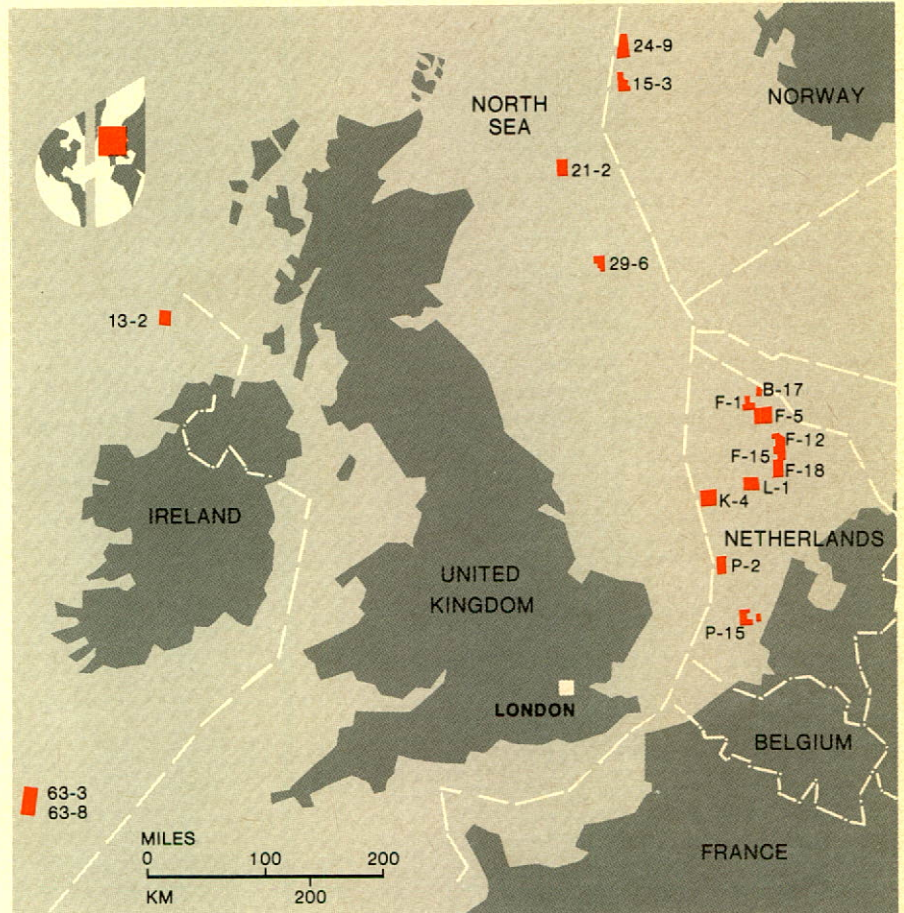 24-9
15-3
NORTH
SEA
NORWAY
21-2
29-6
13-2
B-17
F-1
F-5
F-12
F-15
F-18
L-1
K-4
IRELAND
NETHERLANDS
P-2
UNITED
KINGDOM
P-15
LONDON
BELGIUM
63-3
63-8
MILES
0 100 200
FRANCE
KM 200